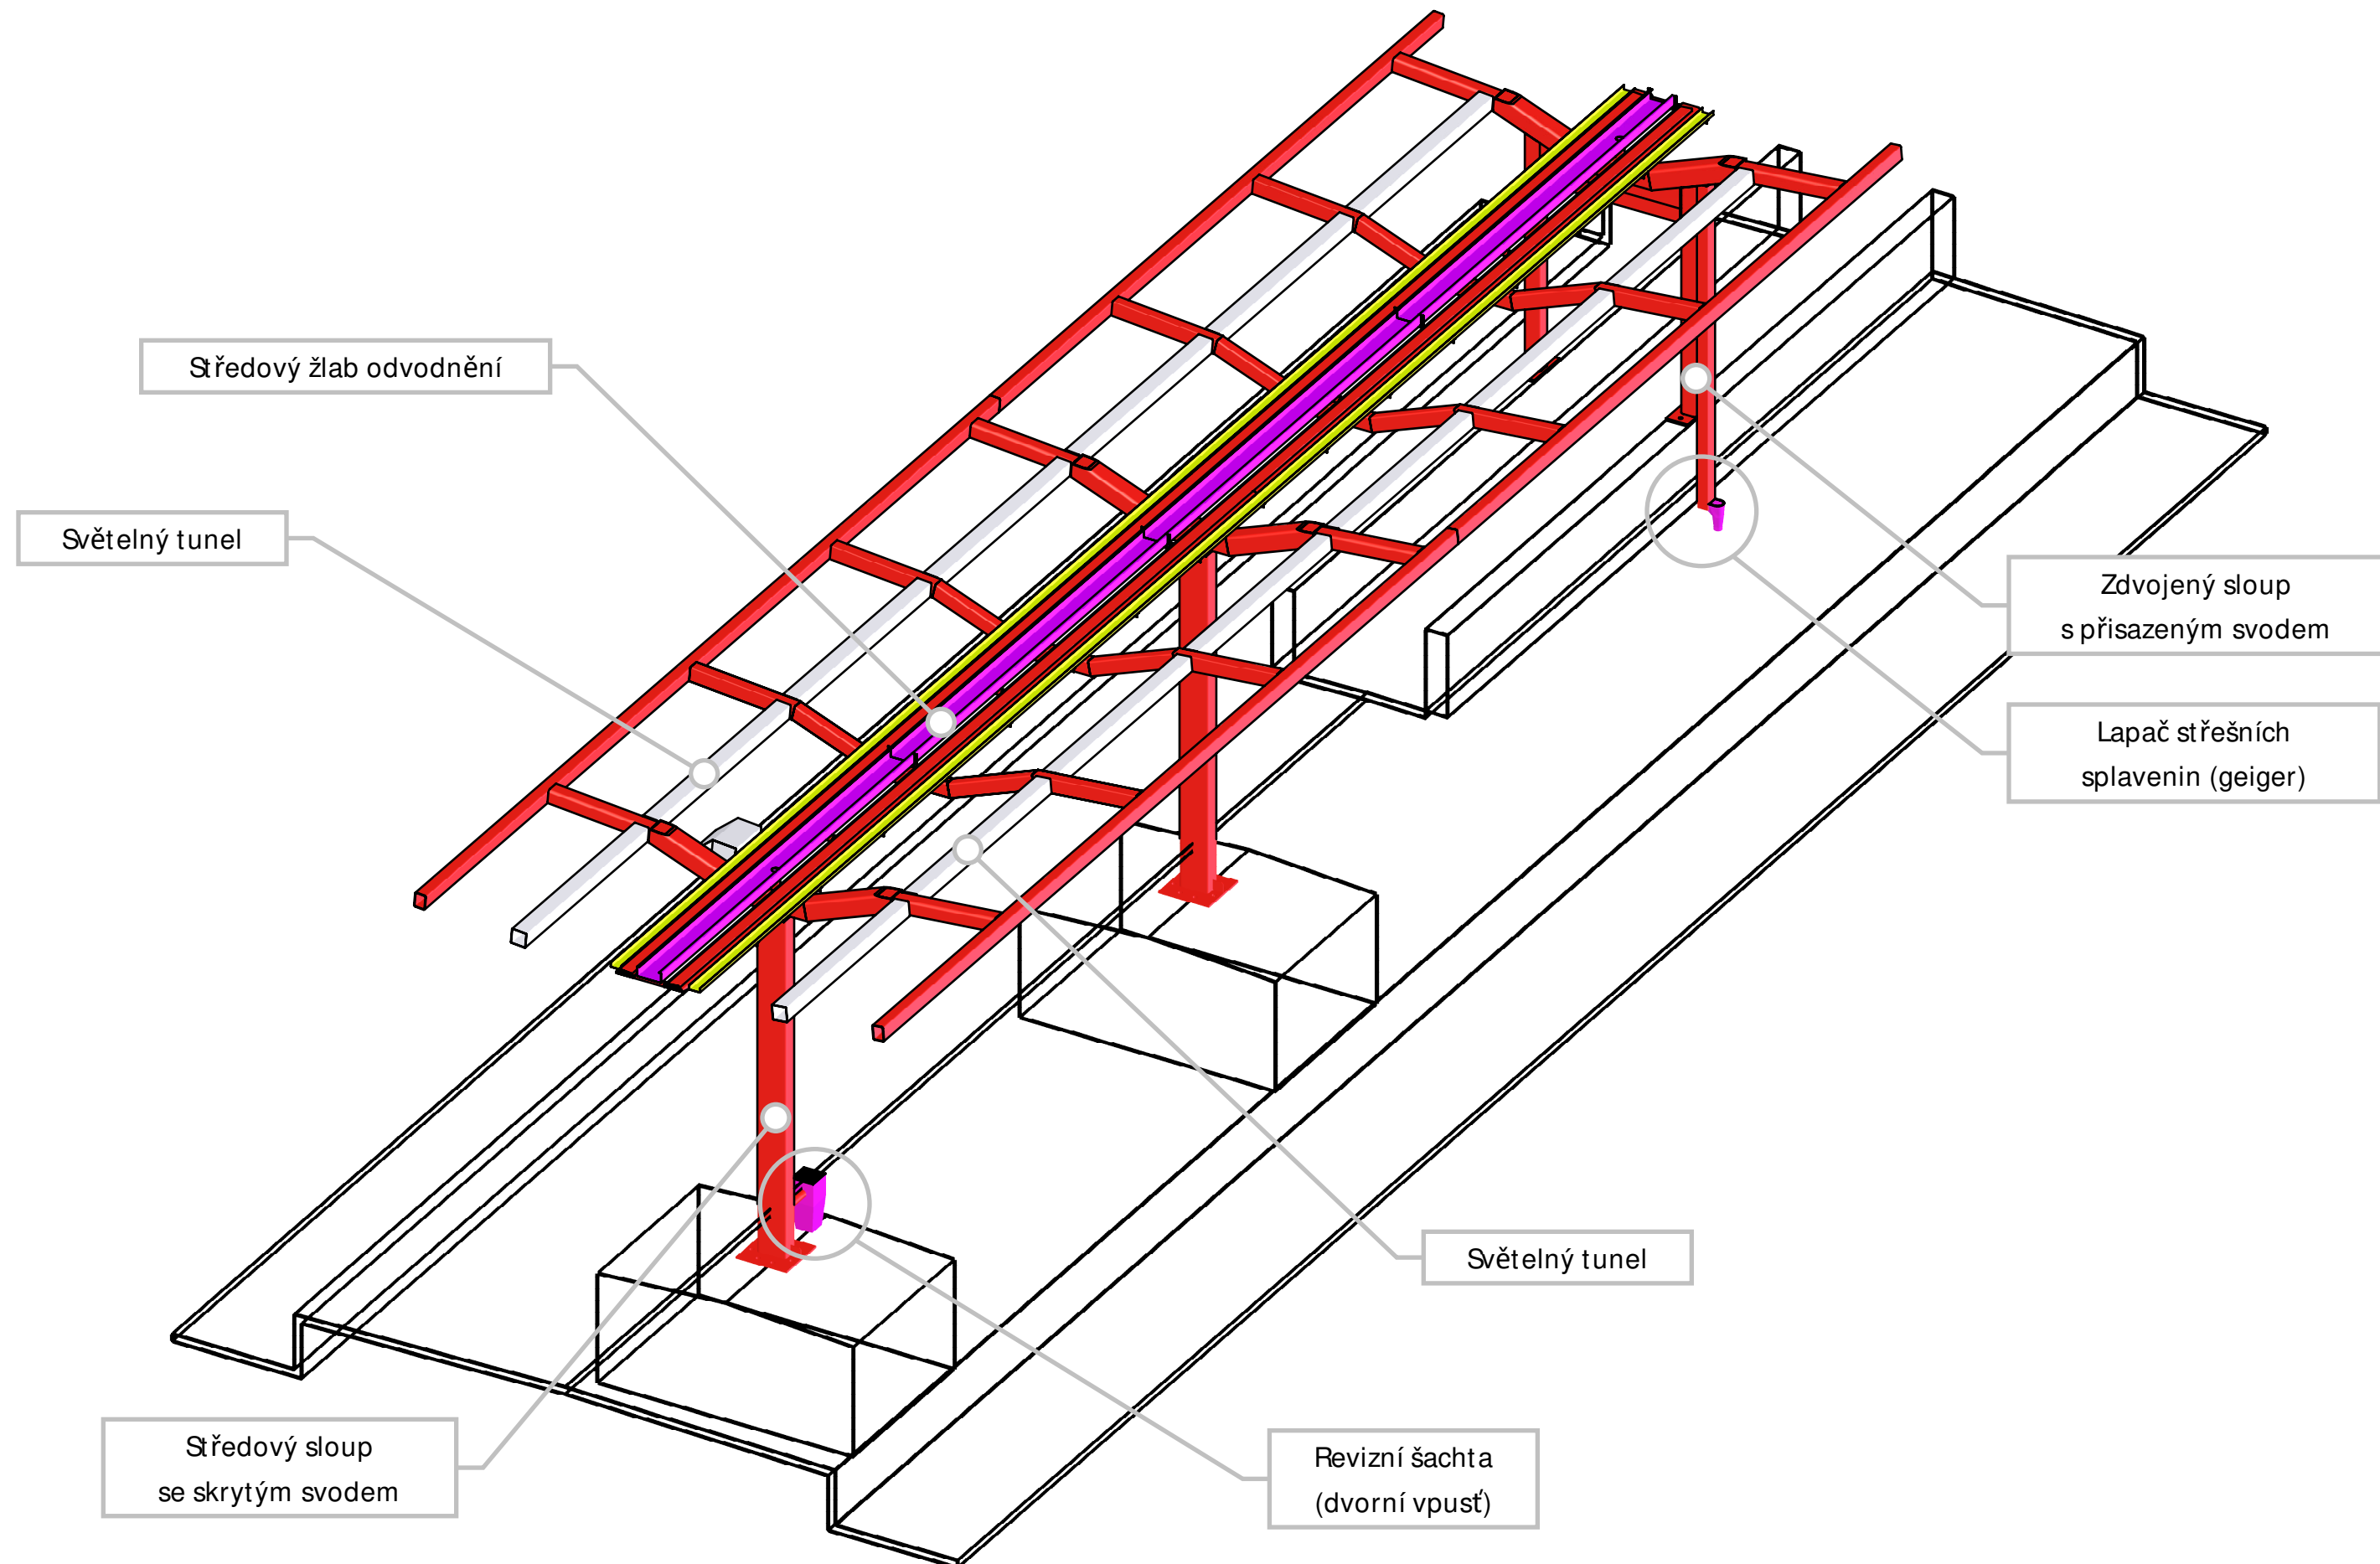 Středový žlab odvodnění
Světelný tunel
Zdvojený sloup
s přisazeným svodem
Lapač střešních
splavenin (geiger)
Světelný tunel
Středový sloup
se skrytým svodem
Revizní šachta
(dvorní vpusť)